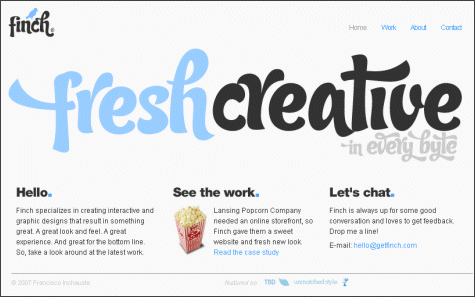 finch
Home Work About Contact
fresh creative
in every byte
Hello.
Finch specializes in creating interactive and
graphic designs that result in something
great. A great look and feel. A great
experience. And great for the bottom line.
So, take a look around at the latest work.
See the work.
Lansing Popcorn Company
needed an online storefront, so
Finch gave them a sweet
website and fresh new look.
Read the case study
Let's chat.
Finch is always up for some good
conversation and loves to get feedback.
Drop me a line!
E-mail: hello@getfinch.com
© 2007 Francisco Inchauste
featured on TBD unmatched style